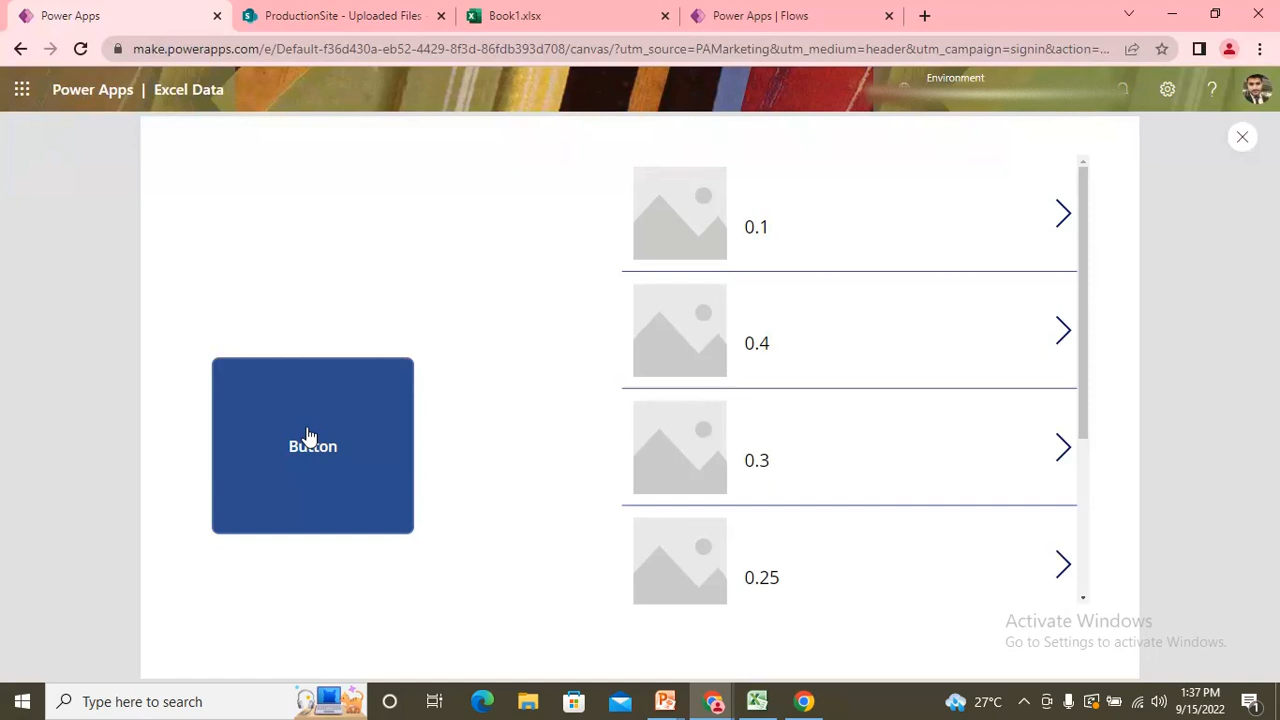 Power Apps
ProductionSite - Uploaded Files -
Book1.xlsx
Power Apps | Flows
make.powerapps.com/e/Default-f36d430a-eb52-4429-8f3d-86fdb393d708/canvas/?utm_source=PAMarketing&utm_medium=header&utm_campaign=signin&action=...
Power Apps | Excel Data
Environment
0.1
0.4
Button
0.3
0.25
Activate Windows
Go to Settings to activate Windows.
Type here to search
27°C
1:37 PM
9/15/2022
1